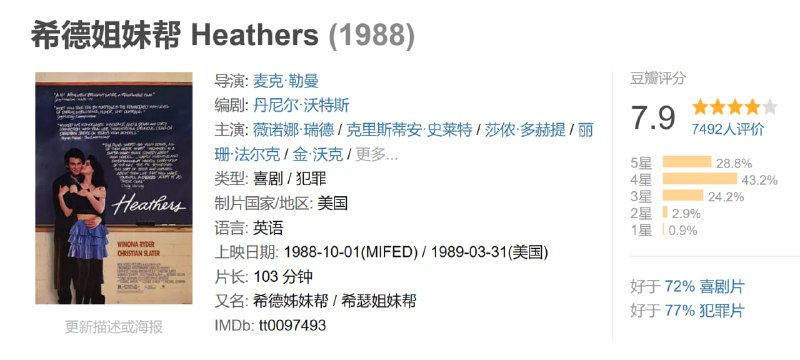 希德姐妹帮 Heathers (1988)
Heathers
WINONA RYDER
CHRISTIAN SLATER
更新描述或海报
导演: 麦克·勒曼
编剧: 丹尼尔·沃特斯
主演: 薇诺娜·瑞德 / 克里斯蒂安·史莱特 / 莎侬·多赫提 / 丽
珊·法尔克 / 金·沃克 / 更多...
类型: 喜剧 / 犯罪
制片国家/地区: 美国
语言: 英语
上映日期: 1988-10-01(MIFED) / 1989-03-31(美国)
片长: 103 分钟
又名: 希德姊妹帮 / 希瑟姐妹帮
IMDb: tt0097493
豆瓣评分
7.9
7492人评价
5星 28.8%
4星 43.2%
3星 24.2%
2星 2.9%
1星 0.9%
好于 72% 喜剧片
好于 77% 犯罪片